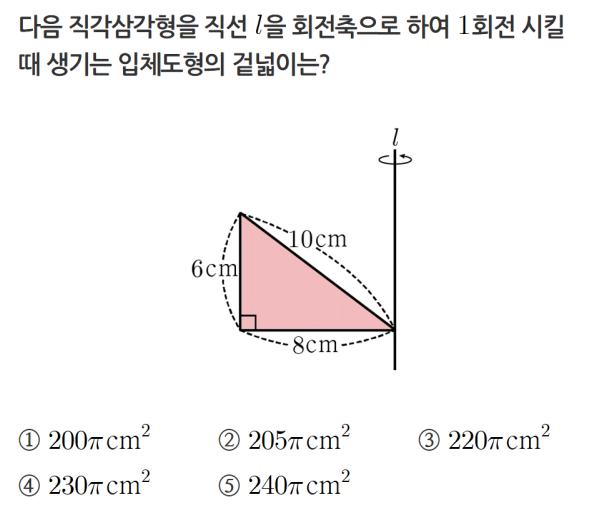 다음 직각삼각형을 직선 l을 회전축으로 하여 1회전 시킬
때 생기는 입체도형의 겉넓이는?
l
10cm
6cm
8cm
① 200π cm² ② 205π cm² ③ 220π cm²
④ 230π cm² ⑤ 240π cm²